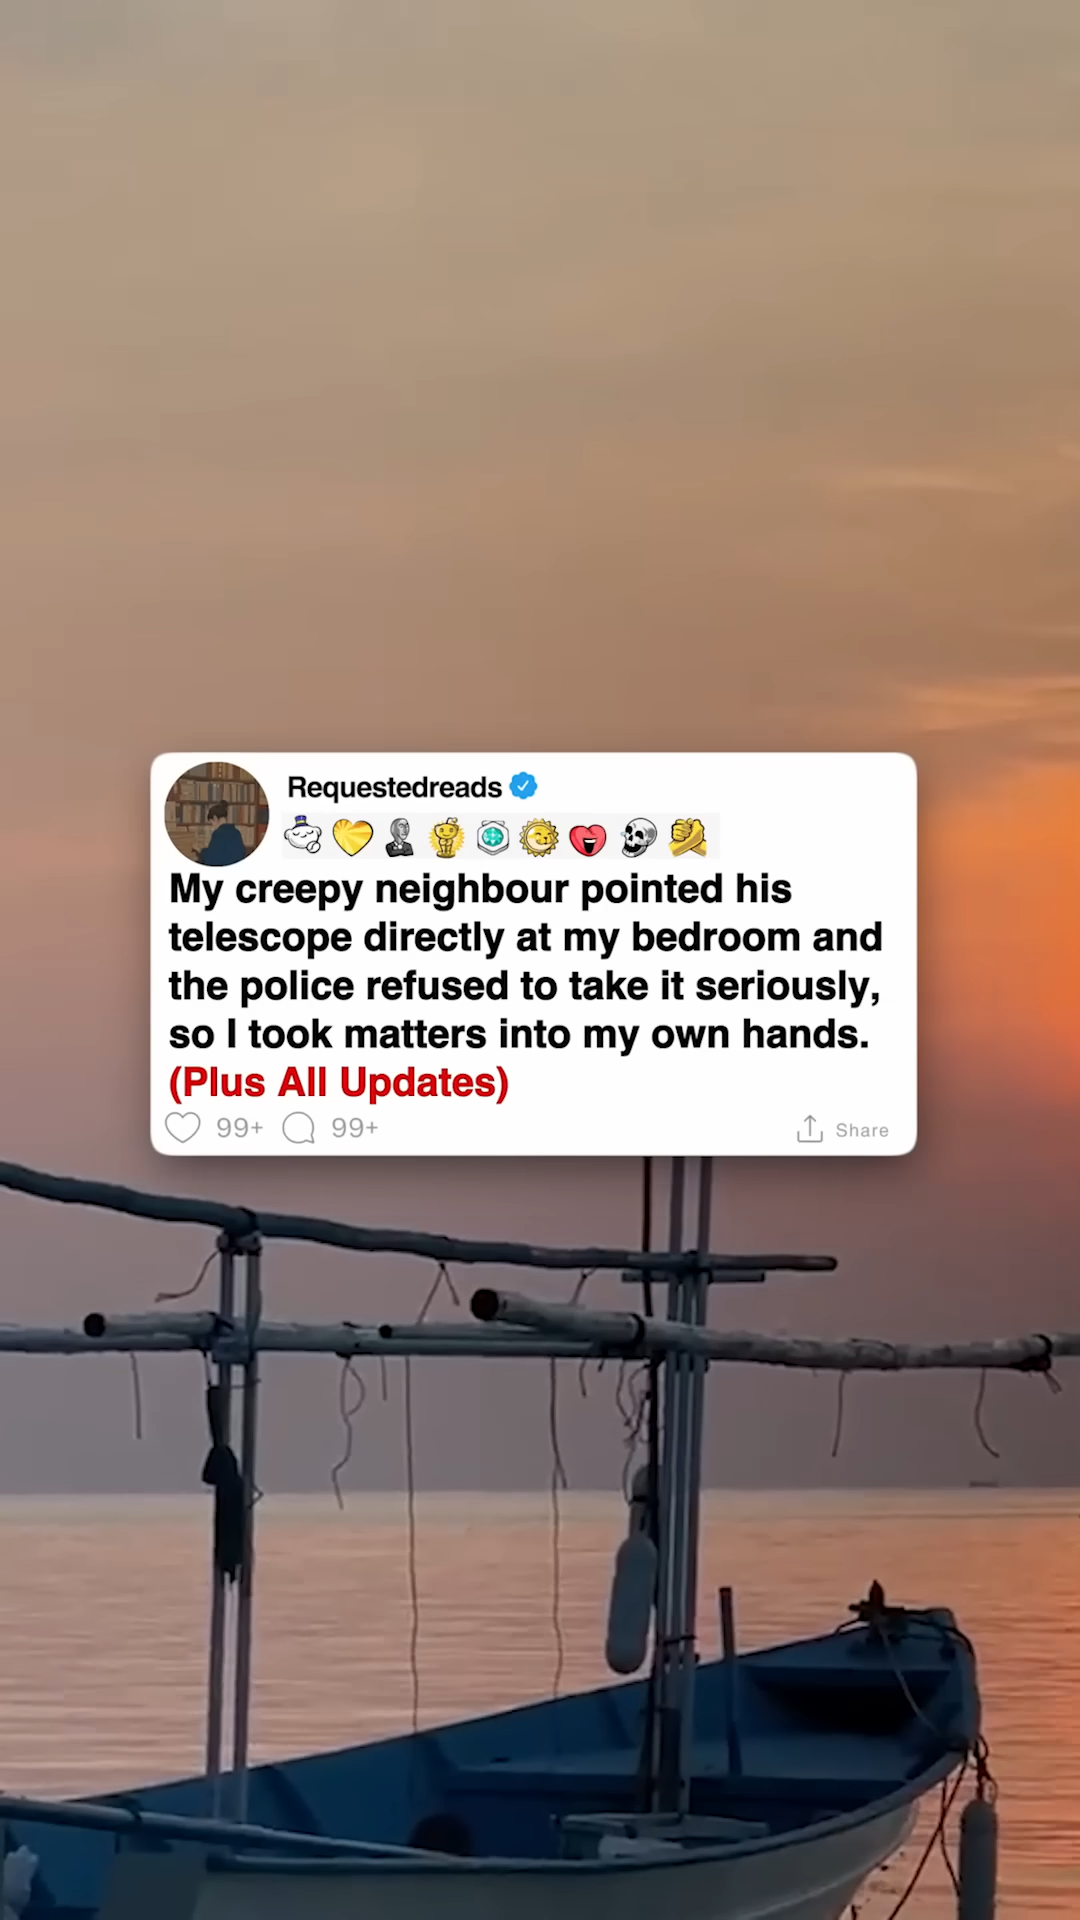 Requestedreads
My creepy neighbour pointed his
telescope directly at my bedroom and
the police refused to take it seriously,
so I took matters into my own hands.
(Plus All Updates)
99+ 99+ Share